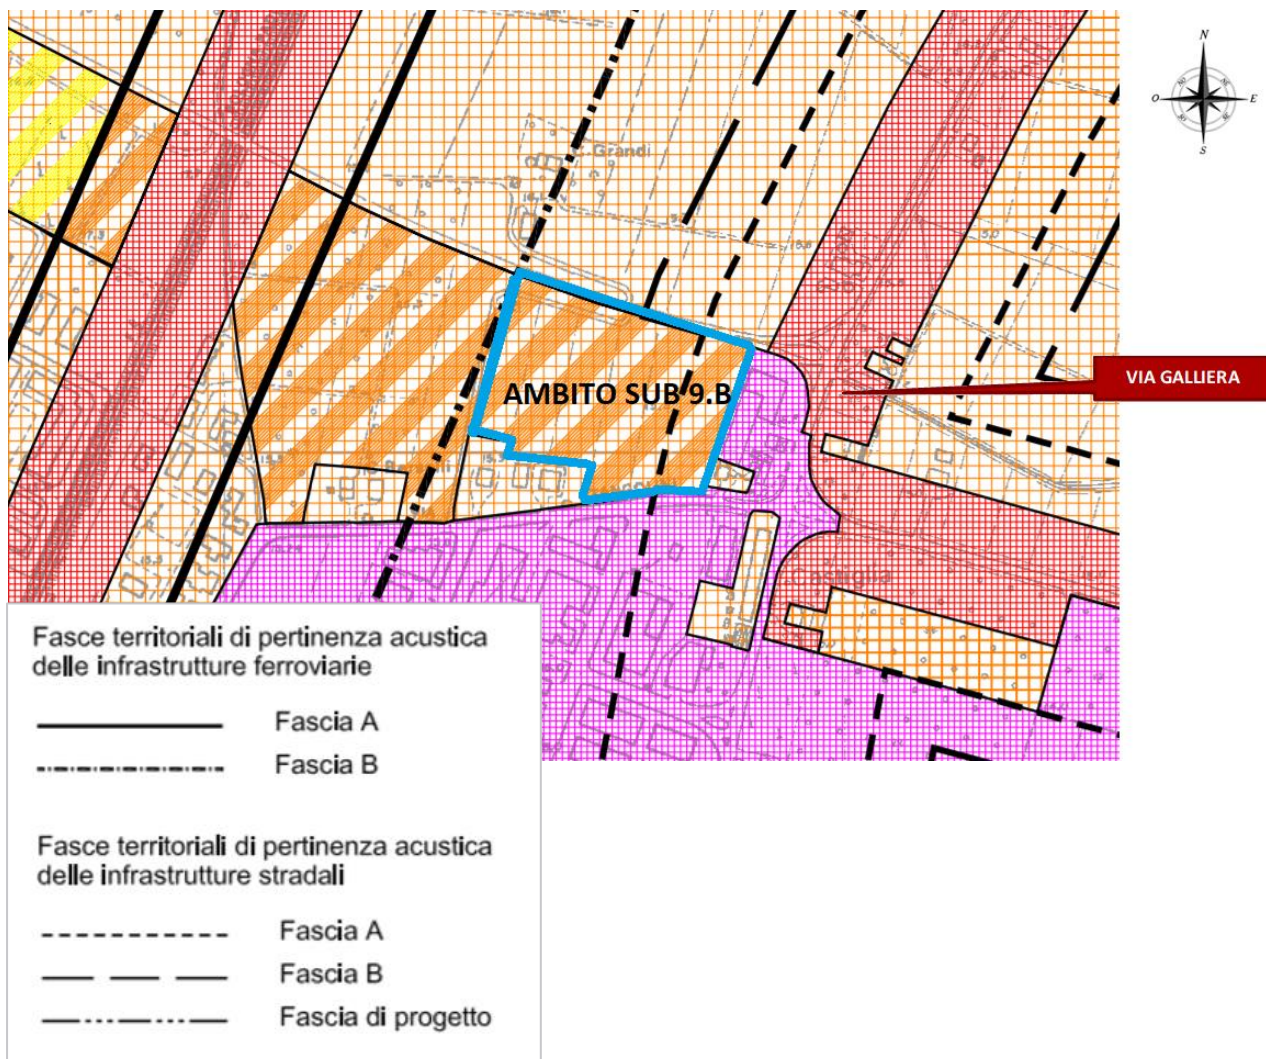 N
O
E
S
Grandi
AMBITO SUB 9.B
VIA GALLIERA
Fasce territoriali di pertinenza acustica
delle infrastrutture ferroviarie
Fascia A
Fascia B
Fasce territoriali di pertinenza acustica
delle infrastrutture stradali
Fascia A
Fascia B
Fascia di progetto